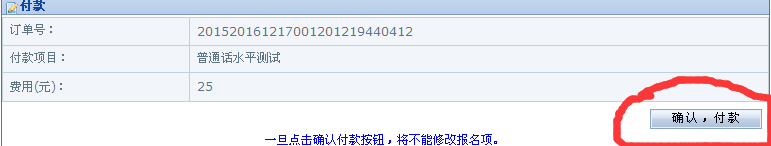 付款
订单号： 201520161217001201219440412
付款项目： 普通话水平测试
费用(元)： 25
确认，付款
一旦点击确认付款按钮，将不能修改报名项。